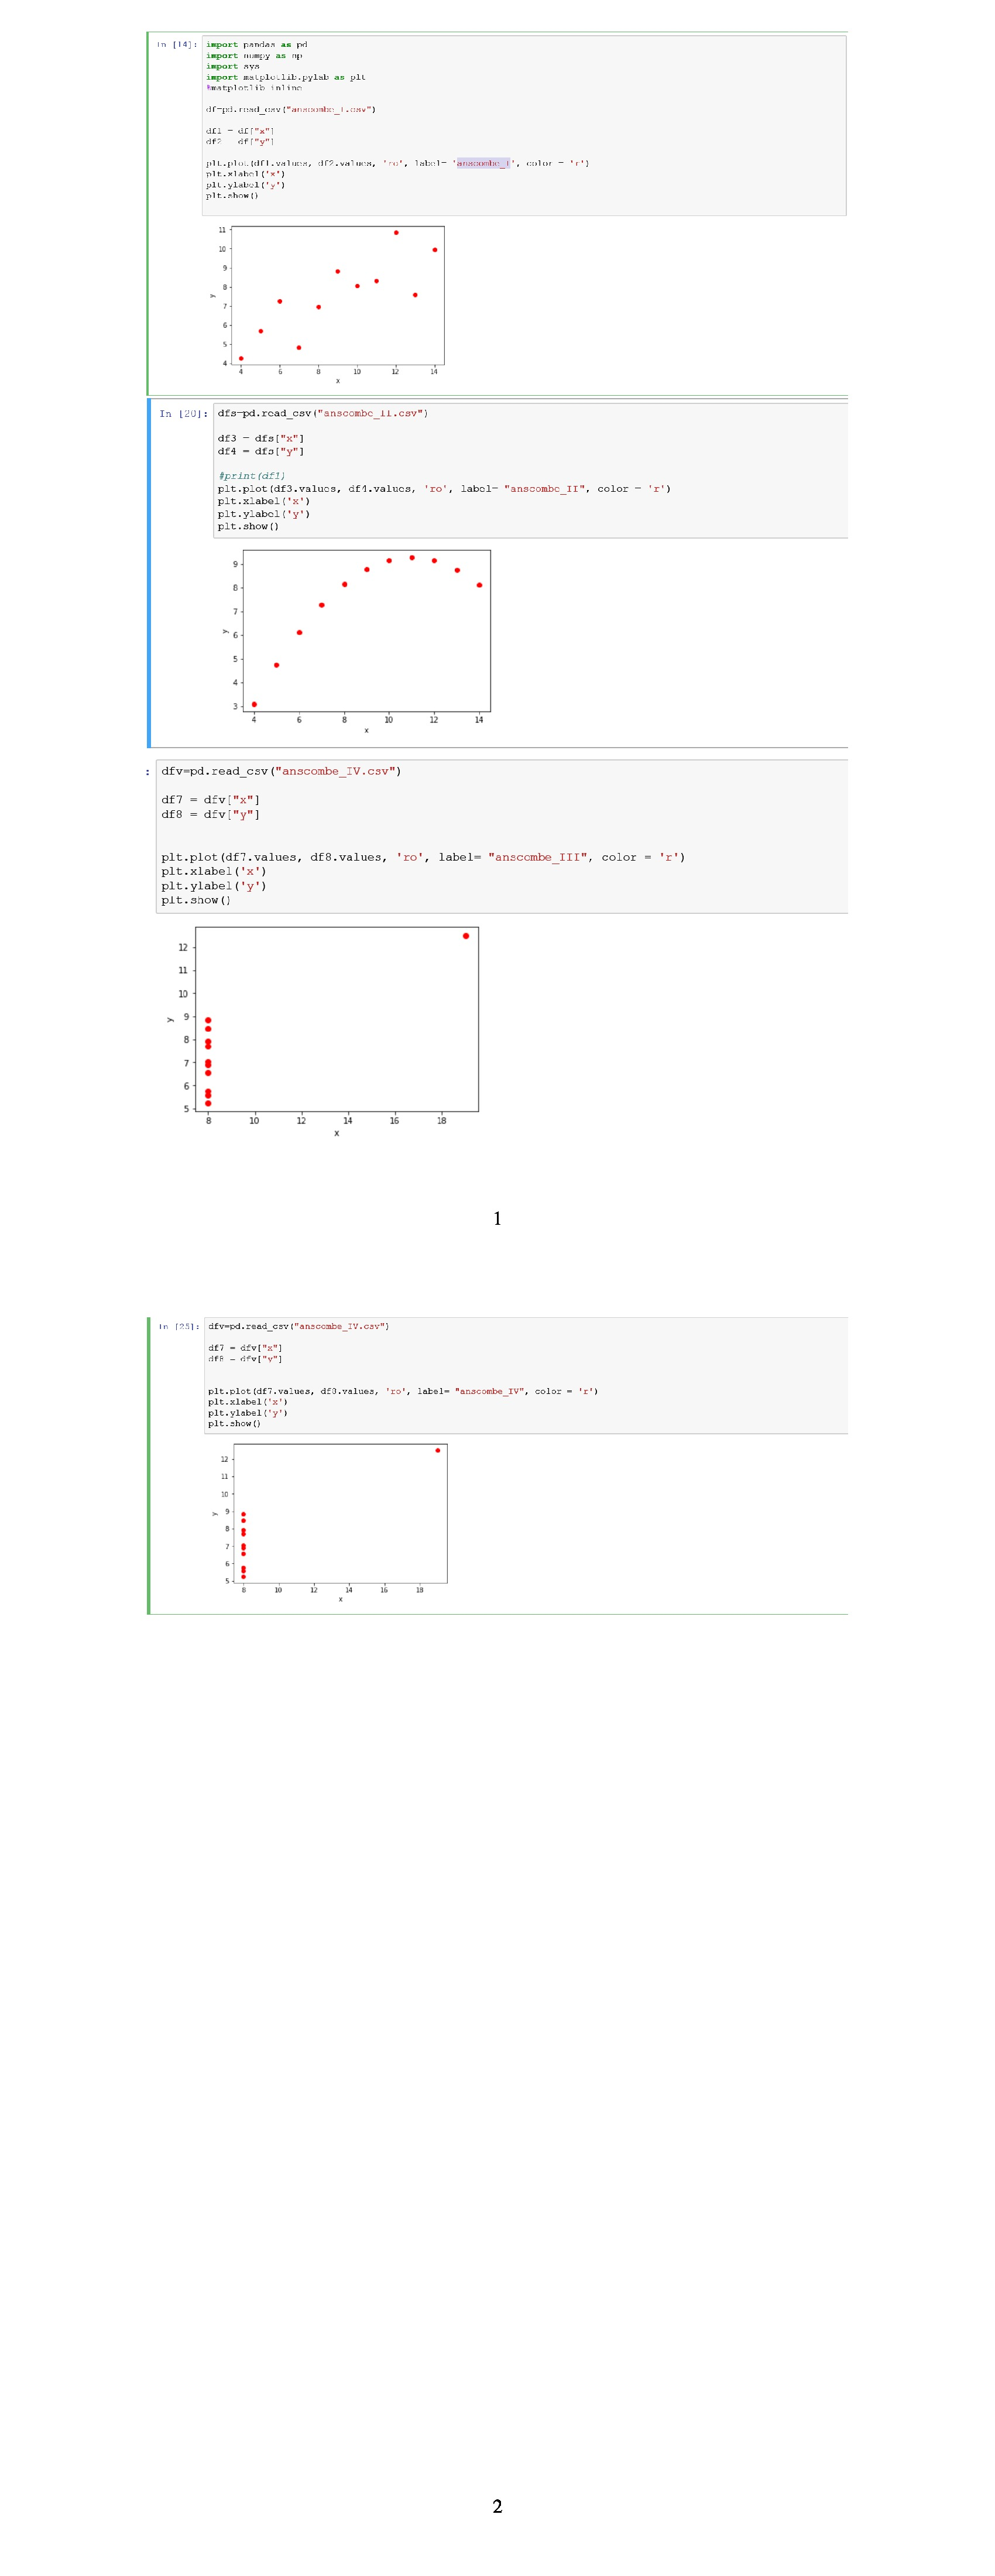 In [14]: import pandas as pd
import numpy as np
import sys
import matplotlib.pylab as plt
%matplotlib inline
df=pd.read_csv("anscombe_I.csv")
df1 = df["x"]
df2 = df["y"]
plt.plot(df1.values, df2.values, 'ro', label= 'anscombe_I', color = 'r')
plt.xlabel('x')
plt.ylabel('y')
plt.show()
11
10
9
8
7
6
5
4
y
4 6 8 10 12 14
x
In [20]: dfs=pd.read_csv("anscombe_II.csv")
df3 = dfs["x"]
df4 = dfs["y"]
#print(df1)
plt.plot(df3.values, df4.values, 'ro', label= "anscombe_II", color = 'r')
plt.xlabel('x')
plt.ylabel('y')
plt.show()
9
8
7
6
5
4
3
y
4 6 8 10 12 14
x
: dfv=pd.read_csv("anscombe_IV.csv")
df7 = dfv["x"]
df8 = dfv["y"]
plt.plot(df7.values, df8.values, 'ro', label= "anscombe_III", color = 'r')
plt.xlabel('x')
plt.ylabel('y')
plt.show()
12
11
10
9
8
7
6
5
y
8 10 12 14 16 18
x
1
In [25]: dfv=pd.read_csv("anscombe_IV.csv")
df7 = dfv["x"]
df8 = dfv["y"]
plt.plot(df7.values, df8.values, 'ro', label= "anscombe_IV", color = 'r')
plt.xlabel('x')
plt.ylabel('y')
plt.show()
12
11
10
9
8
7
6
5
y
8 10 12 14 16 18
x
2